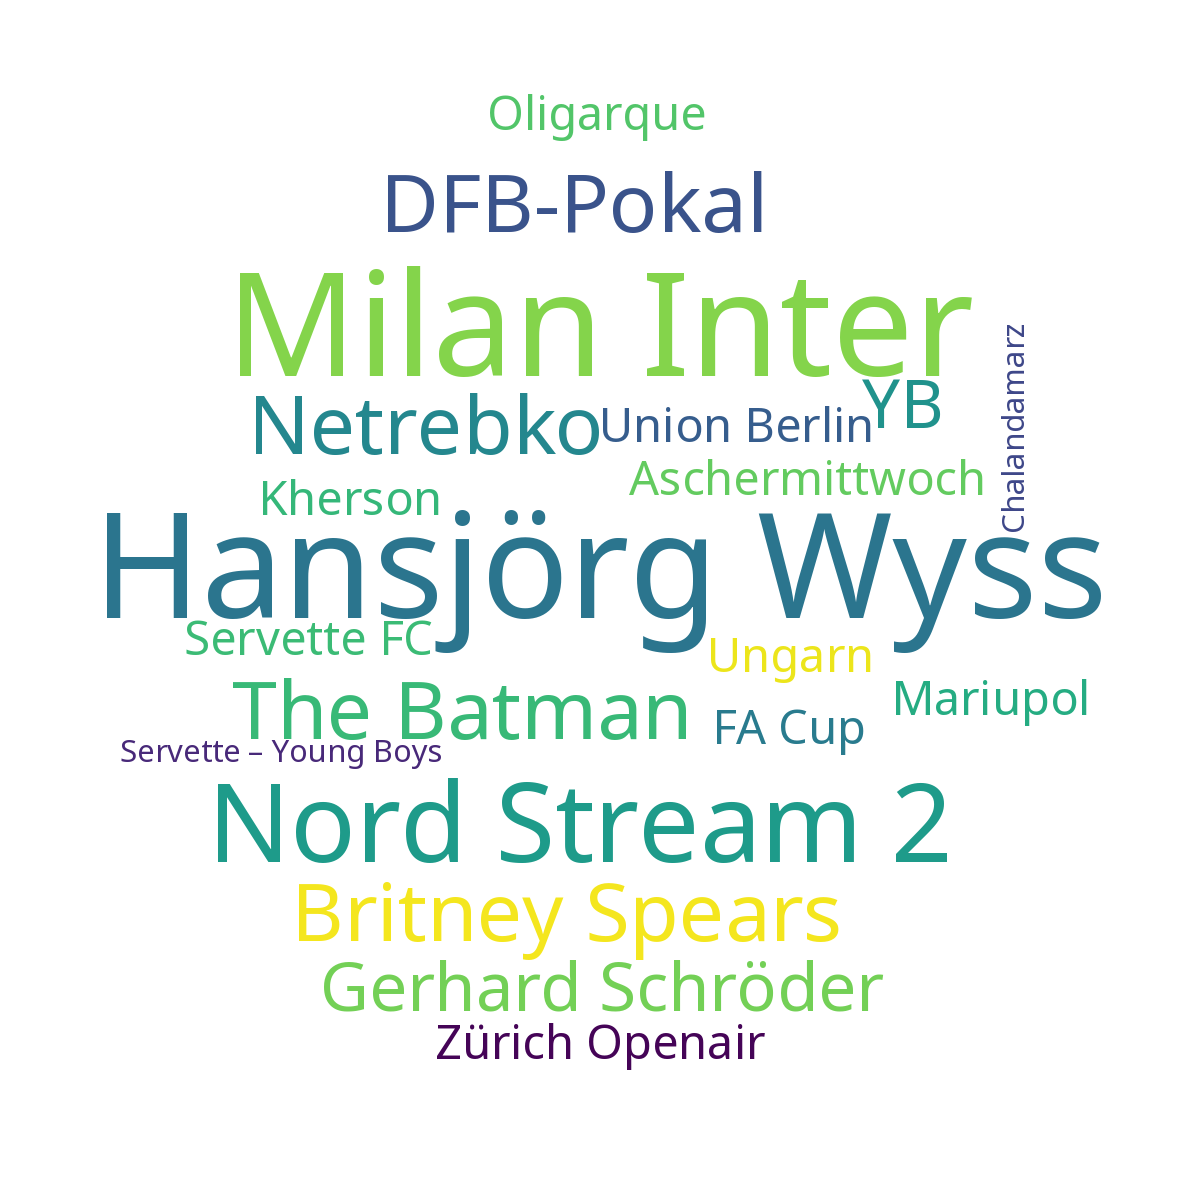 Oligarque
DFB-Pokal
Milan Inter
Chalandamarz
YB
Netrebko
Union Berlin
Aschermittwoch
Kherson
Hansjörg Wyss
Servette FC
Ungarn
The Batman
Mariupol
FA Cup
Servette – Young Boys
Nord Stream 2
Britney Spears
Gerhard Schröder
Zürich Openair